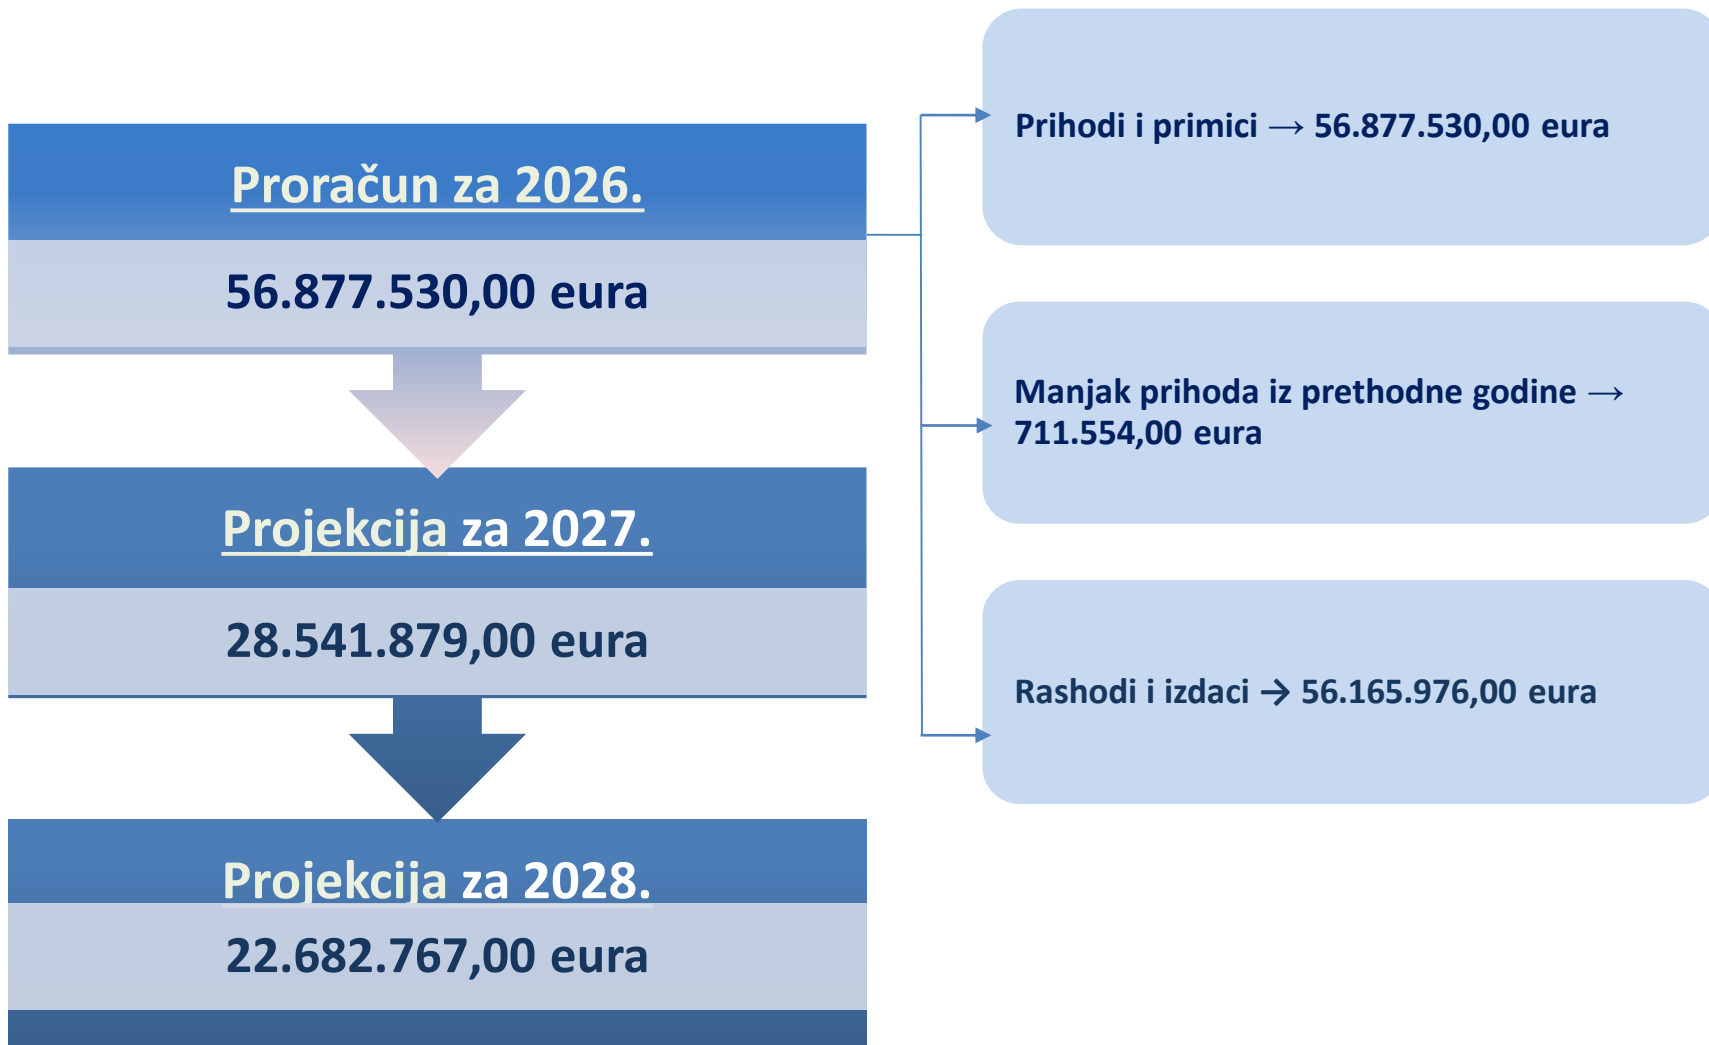 Proračun za 2026.
56.877.530,00 eura
Projekcija za 2027.
28.541.879,00 eura
Projekcija za 2028.
22.682.767,00 eura
Prihodi i primici → 56.877.530,00 eura
Manjak prihoda iz prethodne godine →
711.554,00 eura
Rashodi i izdaci → 56.165.976,00 eura